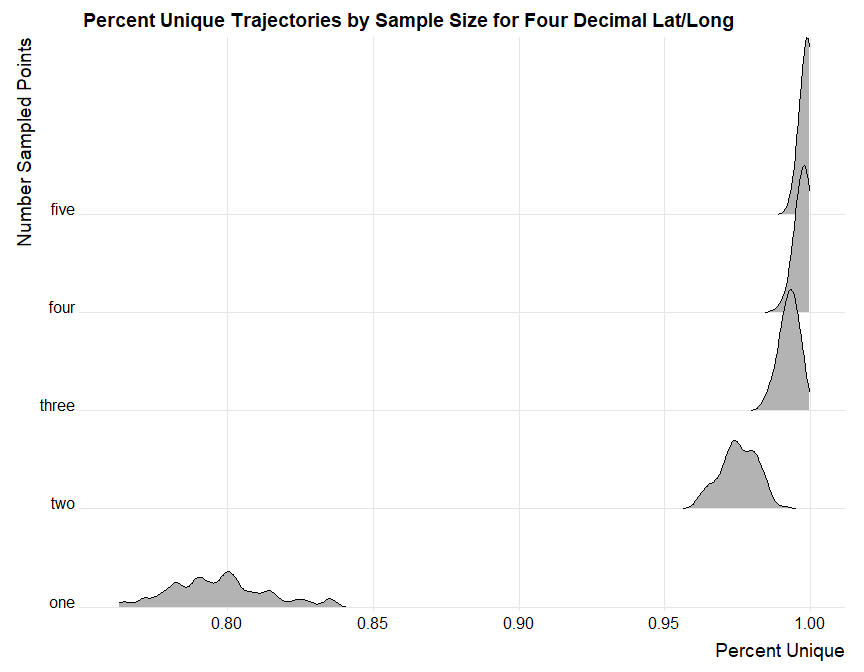 Percent Unique Trajectories by Sample Size for Four Decimal Lat/Long
Number Sampled Points
five
four
three
two
one
0.80 0.85 0.90 0.95 1.00
Percent Unique